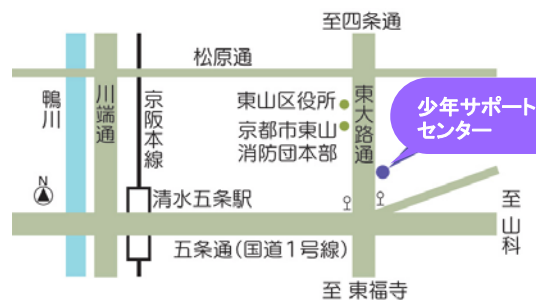 至四条通
松原通
鴨川
川端通
京阪本線
東山区役所
京都市東山
消防団本部
東大路通
少年サポート
センター
N
清水五条駅
至山科
五条通(国道1号線)
至 東福寺